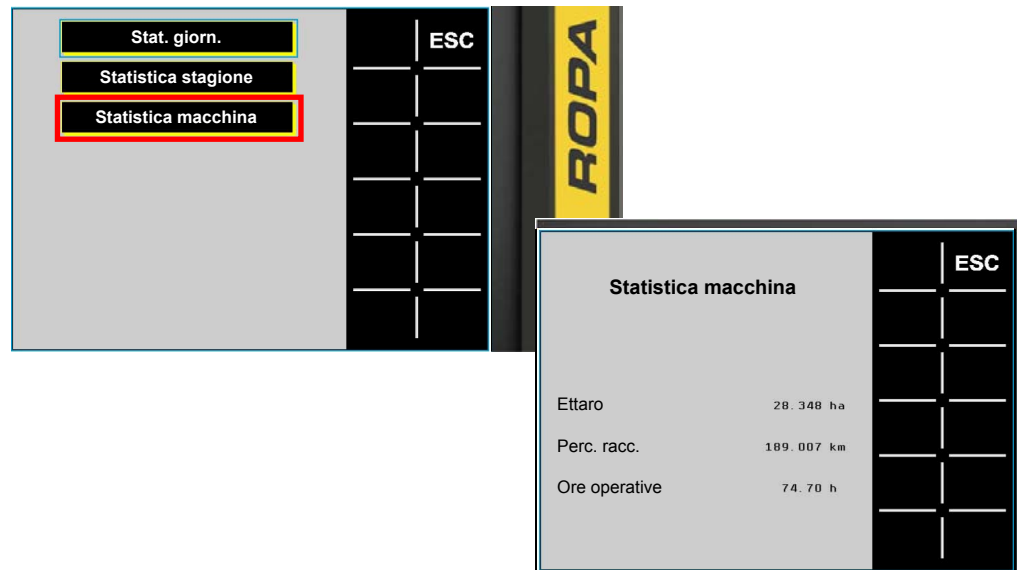 Stat. giorn.
ESC
Statistica stagione
Statistica macchina
ROPA
ESC
Statistica macchina
Ettaro 28.348 ha
Perc. racc. 189.007 km
Ore operative 74.70 h